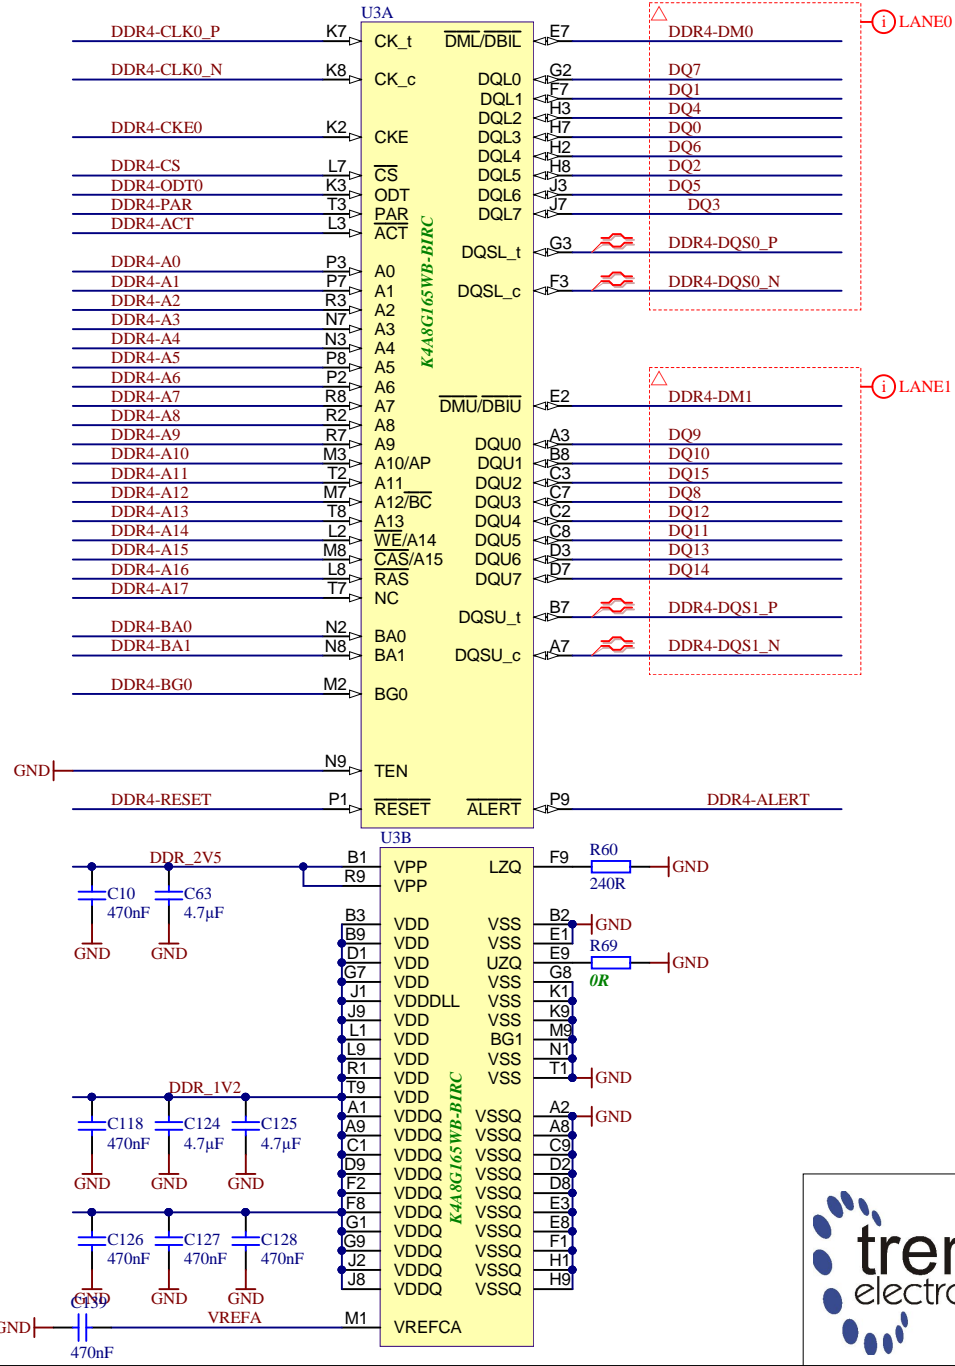 U3A
DDR4-CLK0_P K7 CK_t DML/DBIL E7 DDR4-DM0
LANE0
DDR4-CLK0_N K8 CK_c DQL0 G2 DQ7
DQL1 F7 DQ1
DQL2 H3 DQ4
DDR4-CKE0 K2 CKE DQL3 H7 DQ0
DQL4 H2 DQ6
DDR4-CS L7 CS DQL5 H8 DQ2
DDR4-ODT0 K3 ODT DQL6 J3 DQ5
DDR4-PAR T3 PAR DQL7 J7 DQ3
DDR4-ACT L3 ACT
DQSL_t G3 DDR4-DQS0_P
DDR4-A0 P3 A0
DDR4-A1 P7 A1 DQSL_c F3 DDR4-DQS0_N
DDR4-A2 R3 A2
DDR4-A3 N7 A3
DDR4-A4 N3 A4
DDR4-A5 P8 A5
DDR4-A6 P2 A6
LANE1
DDR4-A7 R8 A7 DMU/DBIU E2 DDR4-DM1
DDR4-A8 R2 A8
DDR4-A9 R7 A9 DQU0 A3 DQ9
DDR4-A10 M3 A10/AP DQU1 B8 DQ10
DDR4-A11 T2 A11 DQU2 C3 DQ15
DDR4-A12 M7 A12/BC DQU3 C7 DQ8
DDR4-A13 T8 A13 DQU4 C2 DQ12
DDR4-A14 L2 WE/A14 DQU5 C8 DQ11
DDR4-A15 M8 CAS/A15 DQU6 D3 DQ13
DDR4-A16 L8 RAS DQU7 D7 DQ14
DDR4-A17 T7 NC
DQSU_t B7 DDR4-DQS1_P
DDR4-BA0 N2 BA0
DDR4-BA1 N8 BA1 DQSU_c A7 DDR4-DQS1_N
DDR4-BG0 M2 BG0
K4A8G165WB-BIRC
GND N9 TEN
DDR4-RESET P1 RESET ALERT P9 DDR4-ALERT
U3B
DDR_2V5 B1 VPP LZQ F9 R60 240R GND
R9 VPP
C10 470nF GND
C63 4.7µF GND
B3 VDD VSS B2 GND
B9 VDD VSS E1
D1 VDD UZQ E9 R69 0R GND
G7 VDD VSS G8
J1 VDDDLL VSS K1
J9 VDD VSS K9
L1 VDD BG1 M9
L9 VDD VSS N1
R1 VDD VSS T1 GND
DDR_1V2 T9 VDD
A1 VDDQ VSSQ A2 GND
A9 VDDQ VSSQ A8
C1 VDDQ VSSQ C9
D9 VDDQ VSSQ D2
F2 VDDQ VSSQ D8
F8 VDDQ VSSQ E3
G1 VDDQ VSSQ E8
G9 VDDQ VSSQ F1
J2 VDDQ VSSQ H1
J8 VDDQ VSSQ H9
K4A8G165WB-BIRC
C118 470nF GND
C124 4.7µF GND
C125 4.7µF GND
C126 470nF GND
C127 470nF GND
C128 470nF GND
GND C139 470nF VREFA M1 VREFCA
tren
electro